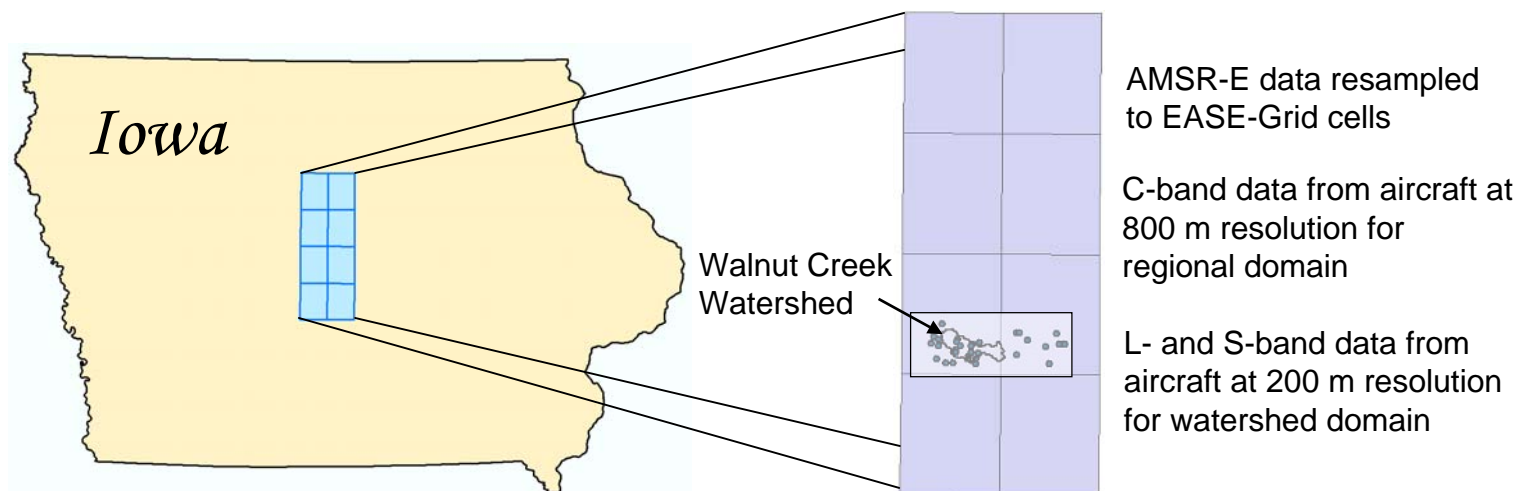 Iowa
Walnut Creek
Watershed
AMSR-E data resampled
to EASE-Grid cells
C-band data from aircraft at
800 m resolution for
regional domain
L- and S-band data from
aircraft at 200 m resolution
for watershed domain